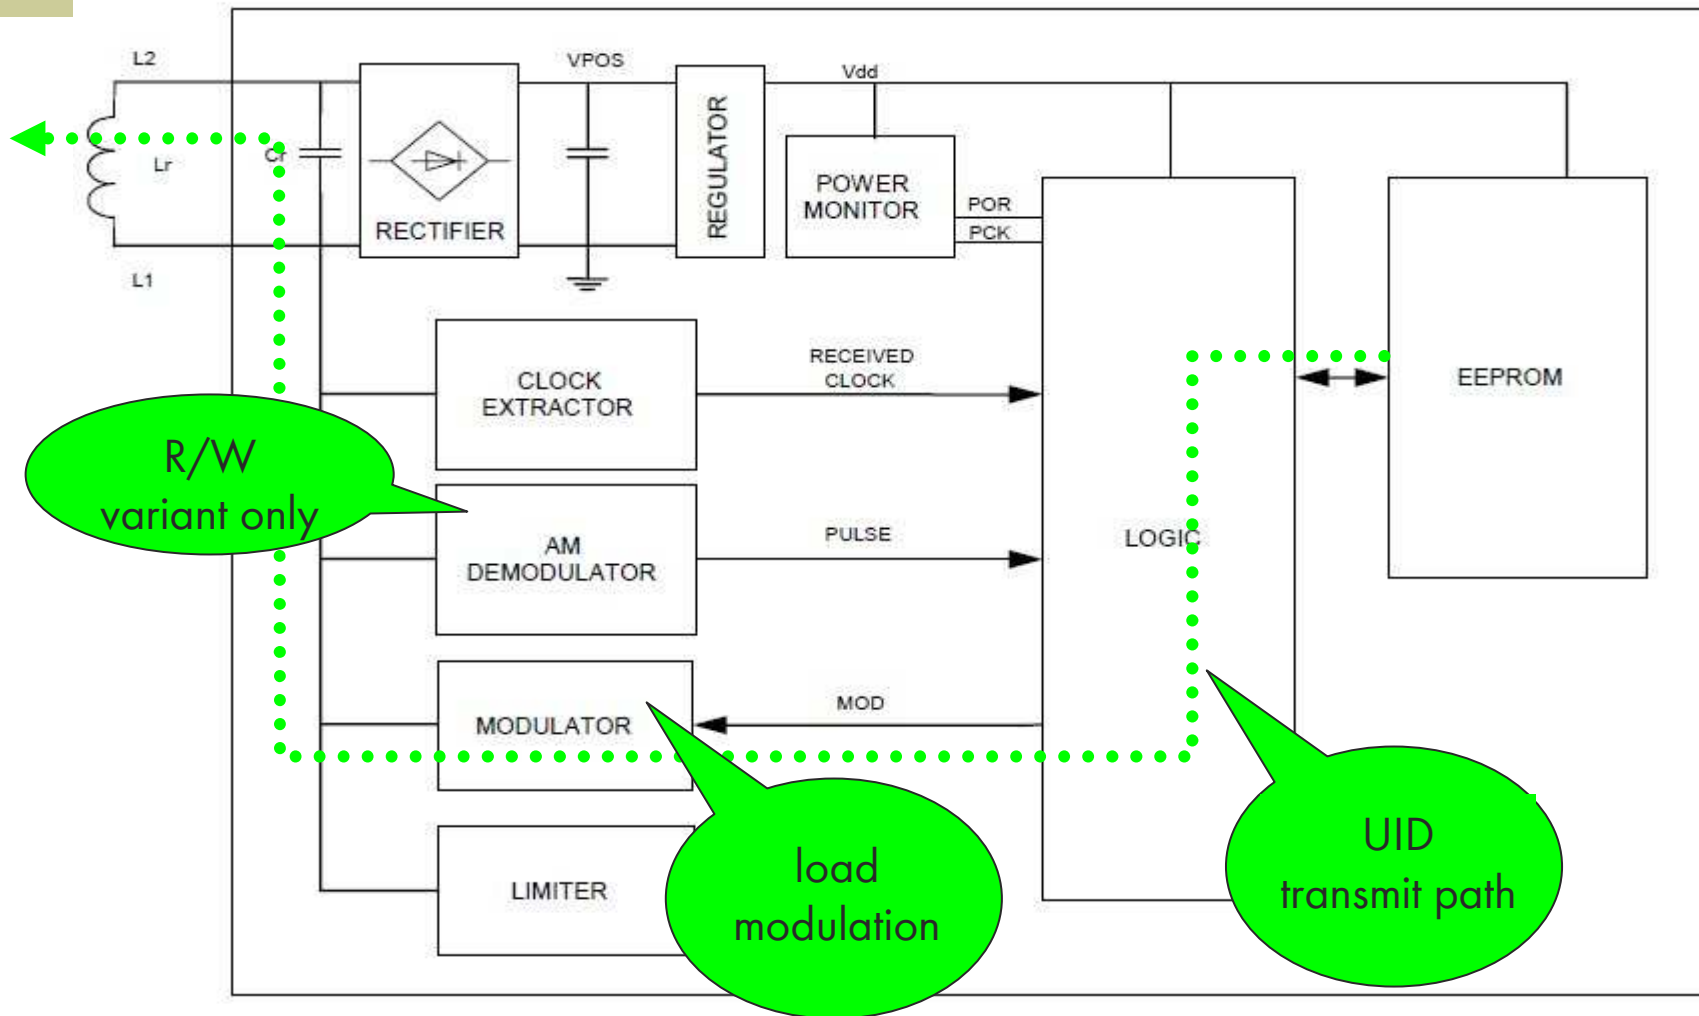 L2
VPOS
Vdd
Lr
Cr
RECTIFIER
REGULATOR
POWER
MONITOR
POR
PCK
L1
CLOCK
EXTRACTOR
RECEIVED
CLOCK
EEPROM
R/W
variant only
AM
DEMODULATOR
PULSE
LOGIC
MODULATOR
MOD
LIMITER
load
modulation
UID
transmit path